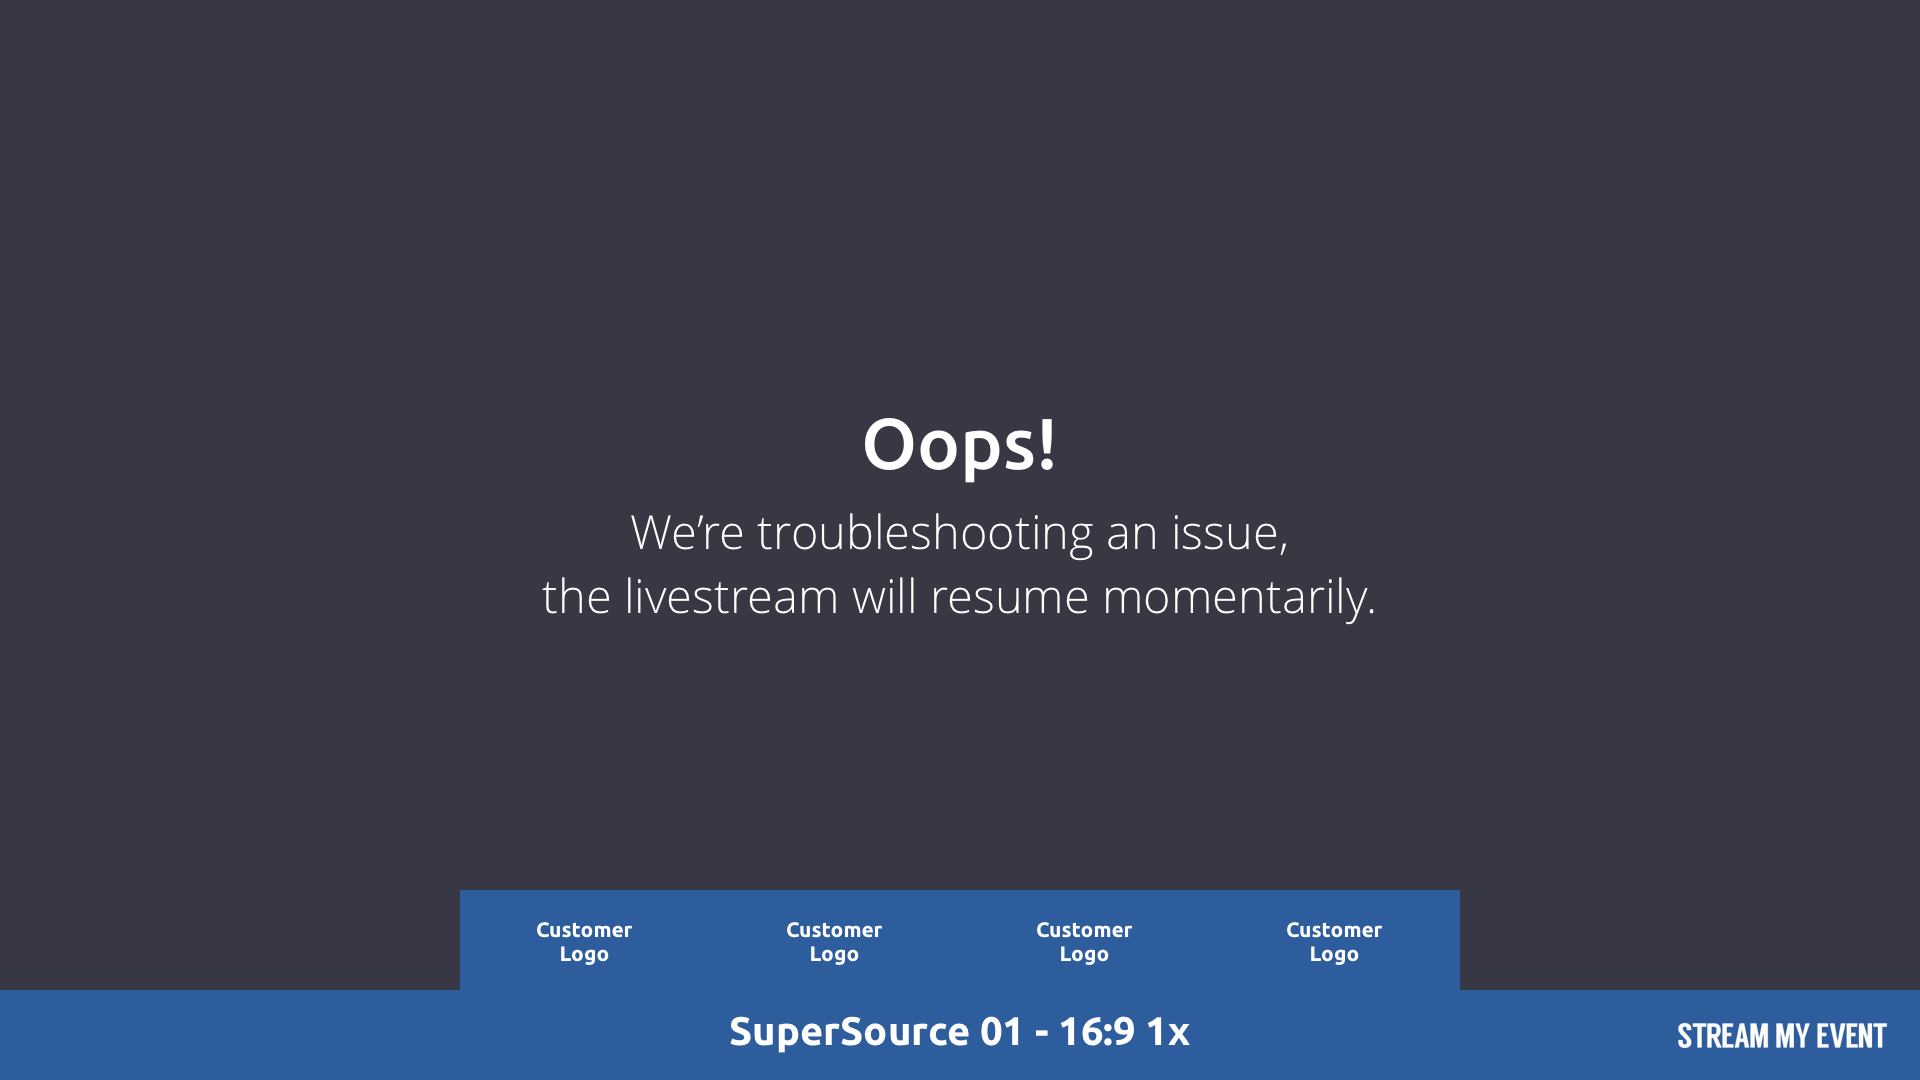 Oops!
We’re troubleshooting an issue,
the livestream will resume momentarily.
Customer
Logo
Customer
Logo
Customer
Logo
Customer
Logo
SuperSource 01 - 16:9 1x
STREAM MY EVENT